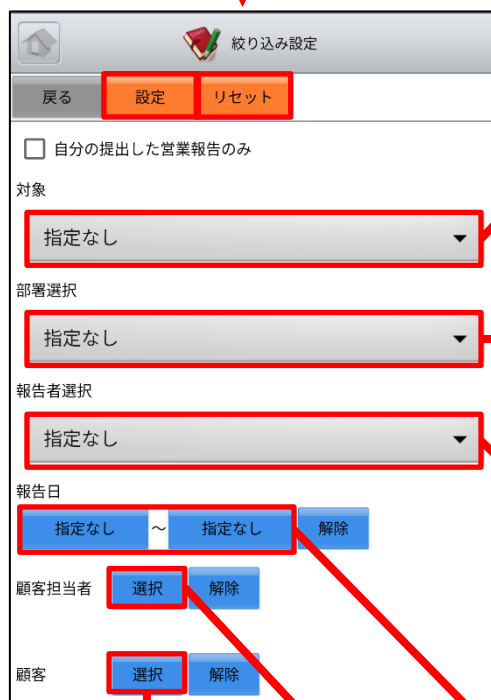 絞り込み設定
戻る 設定 リセット
自分の提出した営業報告のみ
対象
指定なし
部署選択
指定なし
報告者選択
指定なし
報告日
指定なし ～ 指定なし 解除
顧客担当者 選択 解除
顧客 選択 解除